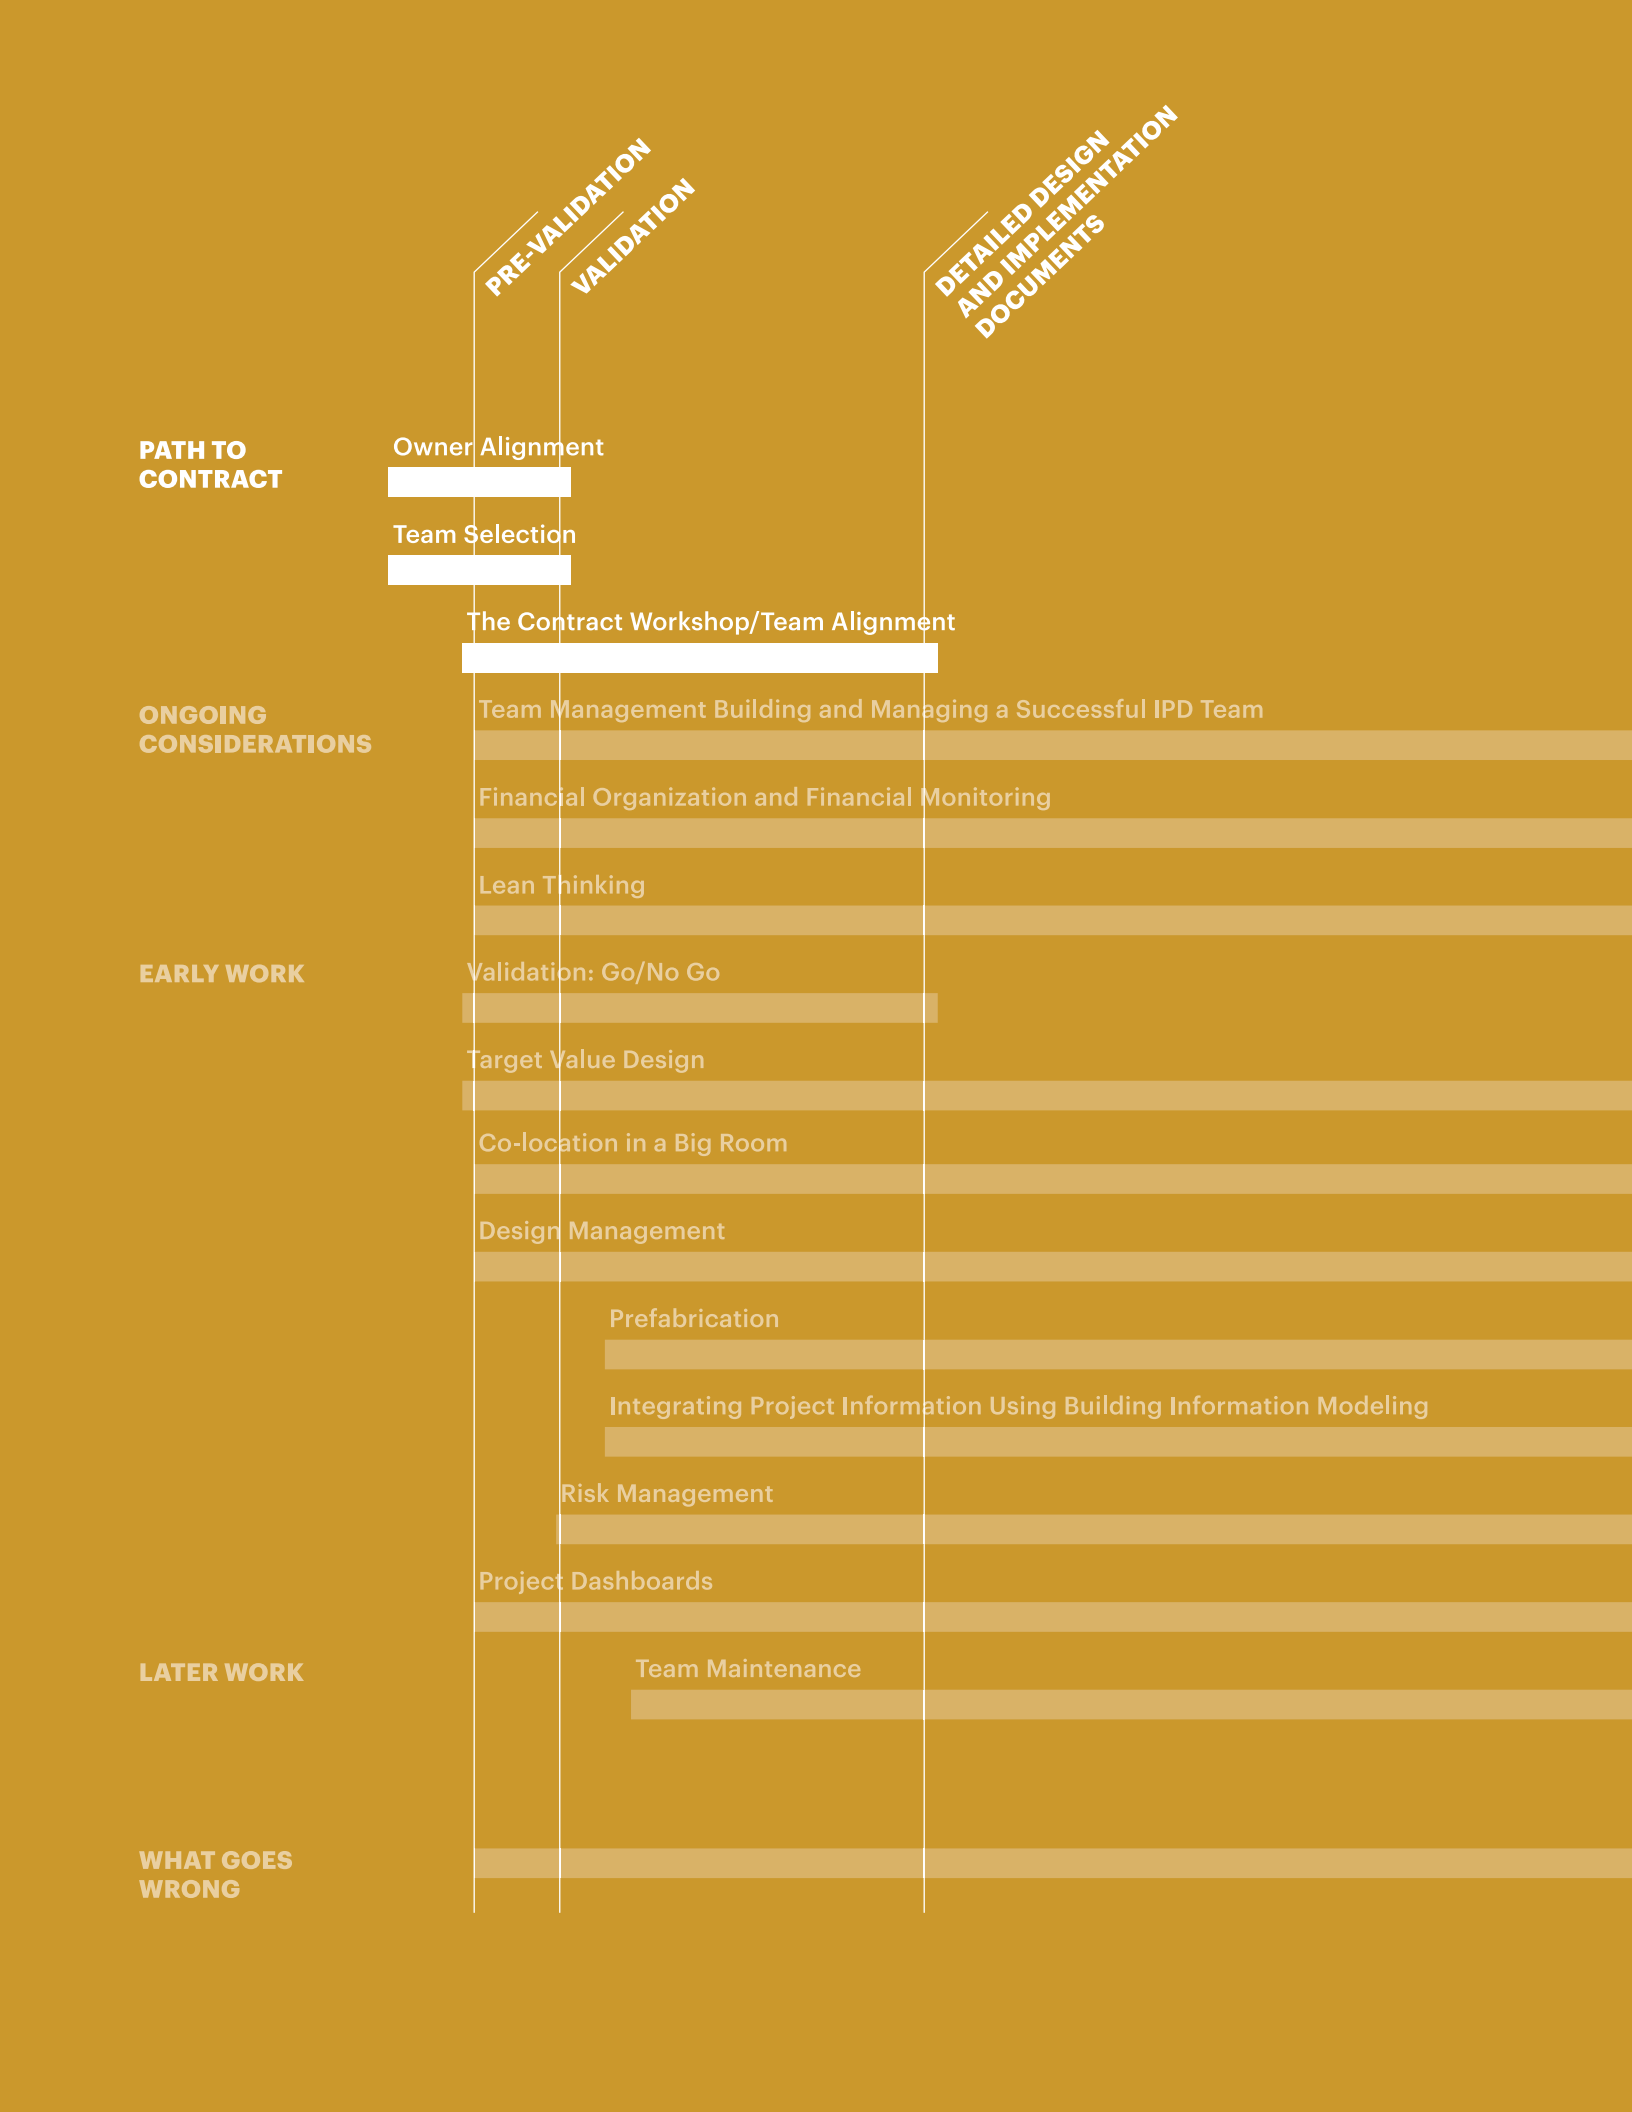 PRE-VALIDATION
VALIDATION
DETAILED DESIGN
AND IMPLEMENTATION
DOCUMENTS
PATH TO
CONTRACT
Owner Alignment
Team Selection
The Contract Workshop/Team Alignment
ONGOING
CONSIDERATIONS
Team Management Building and Managing a Successful IPD Team
Financial Organization and Financial Monitoring
Lean Thinking
EARLY WORK
Validation: Go/No Go
Target Value Design
Co-location in a Big Room
Design Management
Prefabrication
Integrating Project Information Using Building Information Modeling
Risk Management
Project Dashboards
LATER WORK
Team Maintenance
WHAT GOES
WRONG